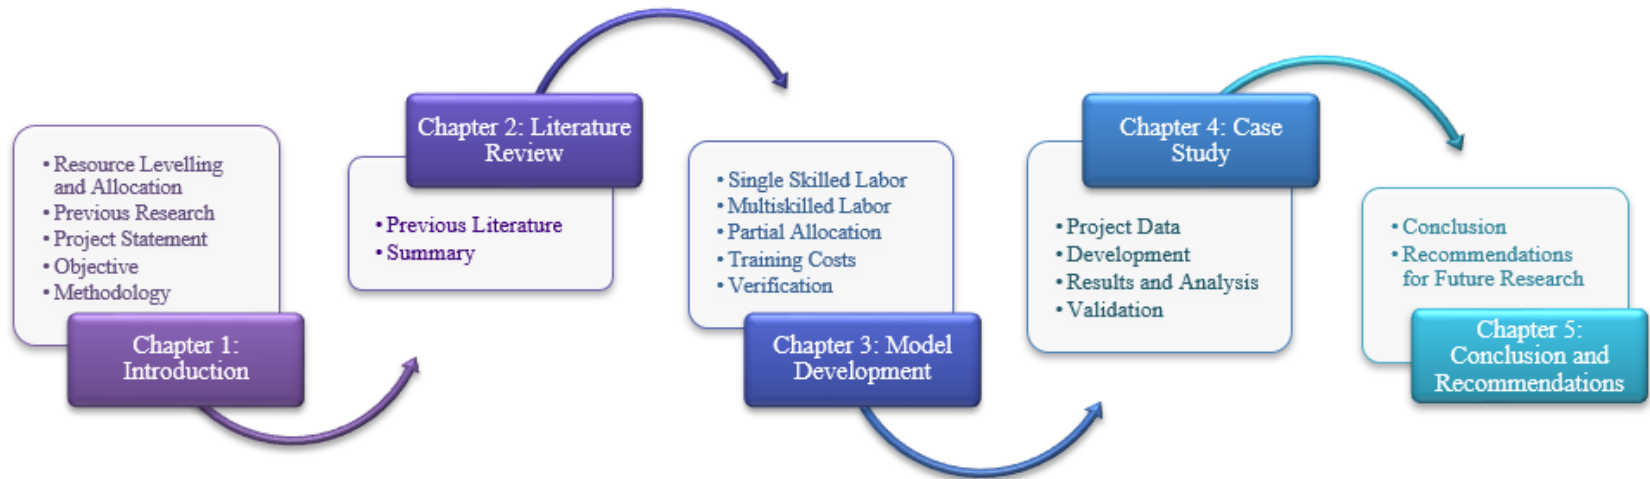 • Resource Levelling
and Allocation
• Previous Research
• Project Statement
• Objective
• Methodology
Chapter 1:
Introduction
Chapter 2: Literature
Review
• Previous Literature
• Summary
• Single Skilled Labor
• Multiskilled Labor
• Partial Allocation
• Training Costs
• Verification
Chapter 3: Model
Development
Chapter 4: Case
Study
• Project Data
• Development
• Results and Analysis
• Validation
• Conclusion
• Recommendations
for Future Research
Chapter 5:
Conclusion and
Recommendations